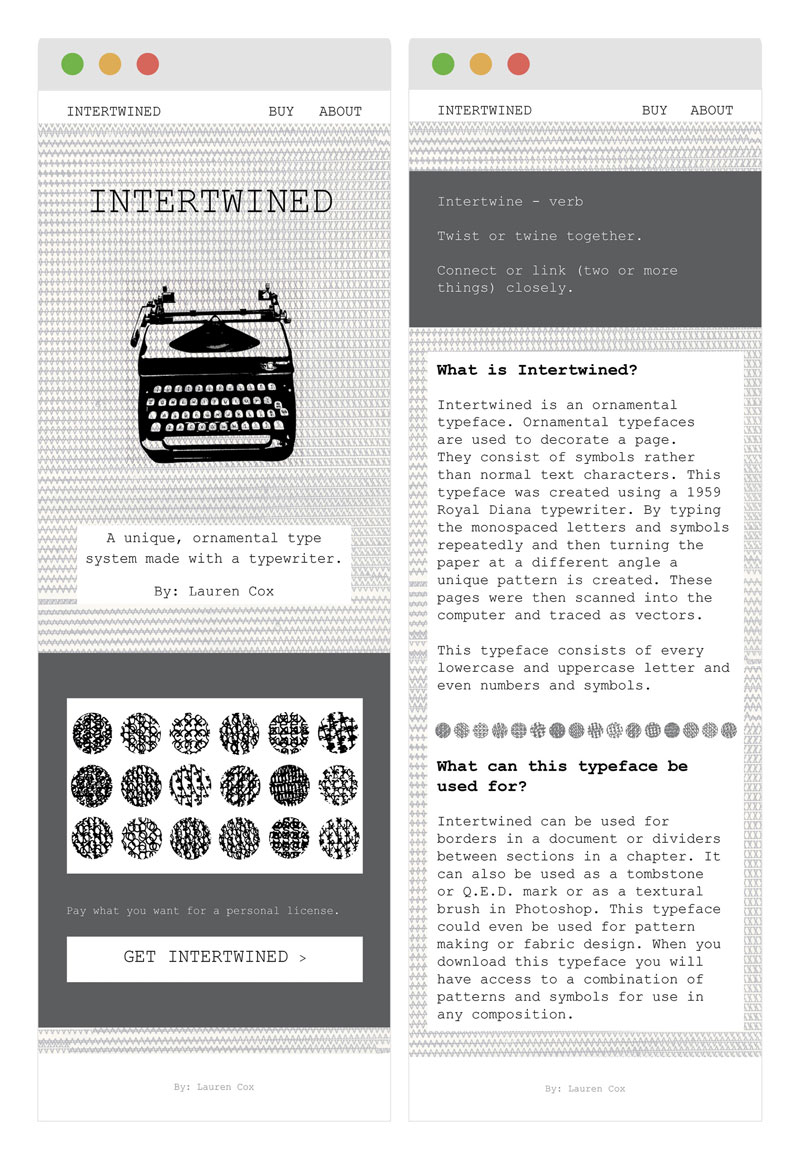 INTERTWINED BUY ABOUT
INTERTWINED
A unique, ornamental type
system made with a typewriter.
By: Lauren Cox
Pay what you want for a personal license.
GET INTERTWINED >
By: Lauren Cox
INTERTWINED BUY ABOUT
Intertwine - verb
Twist or twine together.
Connect or link (two or more
things) closely.
What is Intertwined?
Intertwined is an ornamental
typeface. Ornamental typefaces
are used to decorate a page.
They consist of symbols rather
than normal text characters. This
typeface was created using a 1959
Royal Diana typewriter. By typing
the monospaced letters and symbols
repeatedly and then turning the
paper at a different angle a
unique pattern is created. These
pages were then scanned into the
computer and traced as vectors.
This typeface consists of every
lowercase and uppercase letter and
even numbers and symbols.
What can this typeface be
used for?
Intertwined can be used for
borders in a document or dividers
between sections in a chapter. It
can also be used as a tombstone
or Q.E.D. mark or as a textural
brush in Photoshop. This typeface
could even be used for pattern
making or fabric design. When you
download this typeface you will
have access to a combination of
patterns and symbols for use in
any composition.
By: Lauren Cox